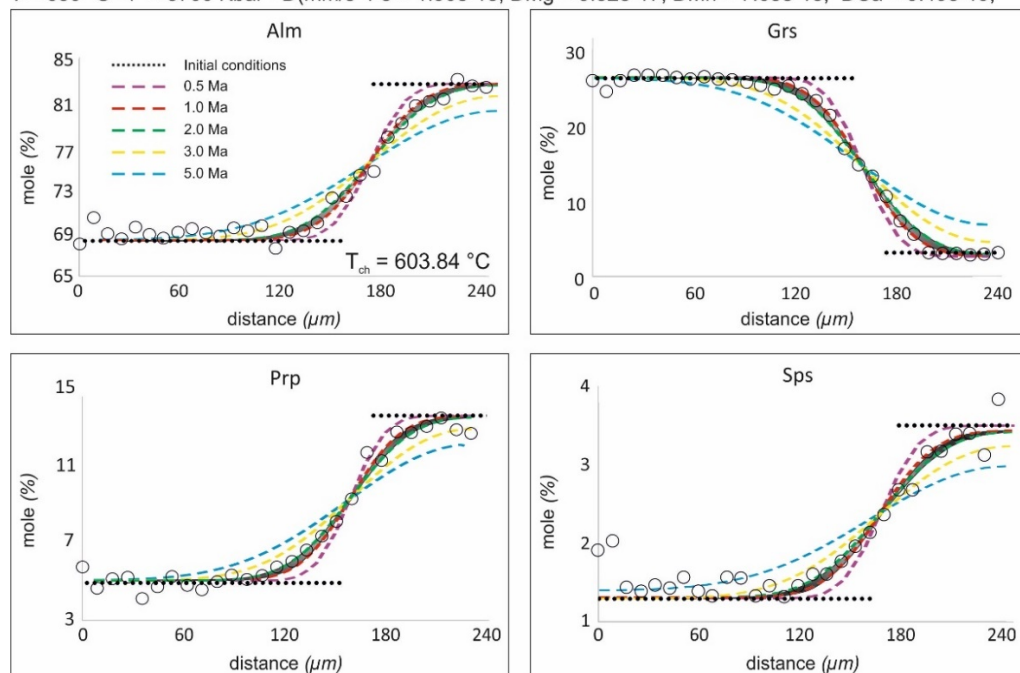 Alm
85
81
77
73
69
65
mole (%)
Initial conditions
0.5 Ma
1.0 Ma
2.0 Ma
3.0 Ma
5.0 Ma
T_ch = 603.84 °C
0 60 120 180 240
distance (µm)
Grs
30
20
10
0
mole (%)
0 60 120 180 240
distance (µm)
Prp
15
11
7
3
mole (%)
0 60 120 180 240
distance (µm)
Sps
4
3
2
1
mole (%)
0 60 120 180 240
distance (µm)